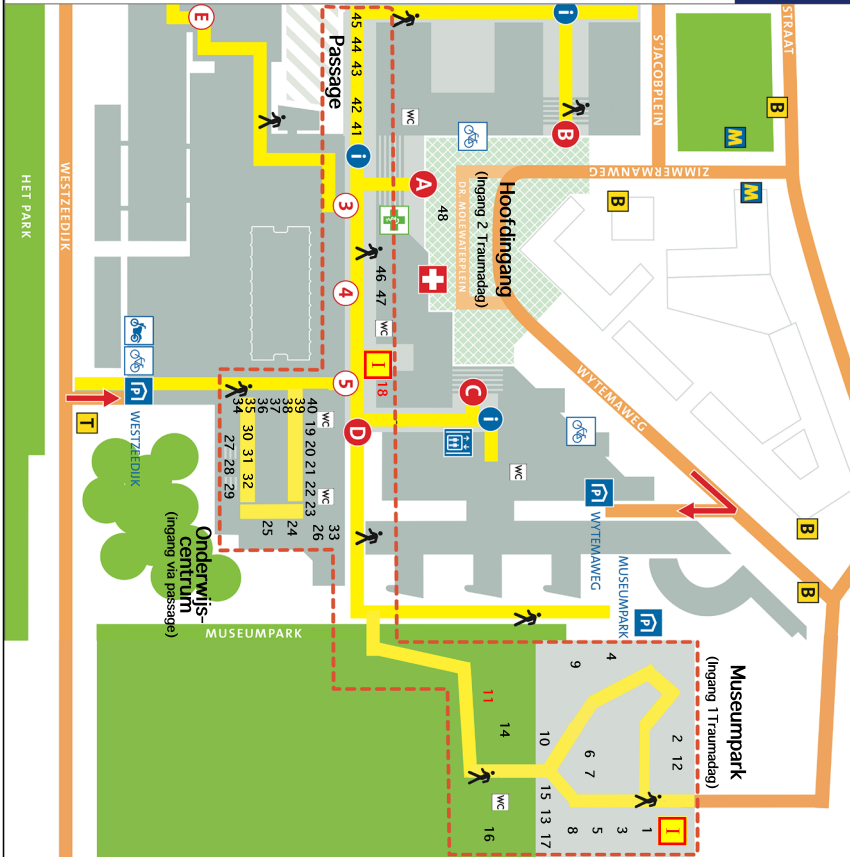 E
45
44
43
42
41
Passage
WC
i
i
B
A
3
48
Hoofdingang
(Ingang 2 Traumadag)
DR. MOLEWATERPLEIN
S'JACOBPLEIN
STRAAT
B
M
M
ZIMMERMANWEG
B
HET PARK
WESTZEEDIJK
46
47
4
WC
I
18
5
C
i
D
WYTEMAWEG
P
T
WESTZEEDIJK
34
35
36
37
38
39
40
19
20
21
22
23
WC
WC
WC
27
28
29
30
31
32
25
24
26
33
P
WYTEMAWEG
B
B
MUSEUMPARK
P
Onderwijs-
centrum
(ingang via passage)
MUSEUMPARK
Museumpark
(Ingang 1Traumadag)
4
9
11
14
10
6
7
2
12
15
13
17
8
5
3
1
I
WC
16